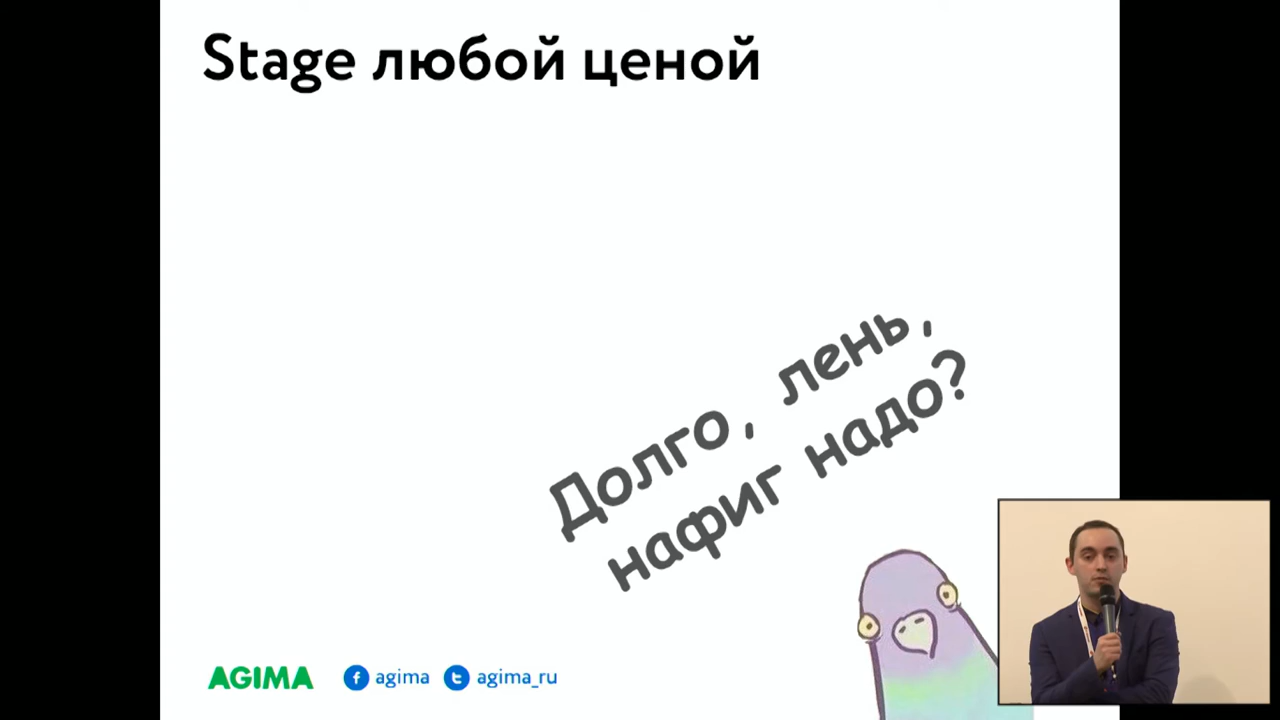 Stage любой ценой
Долго, лень,
нафиг надо?
AGIMA agima agima_ru